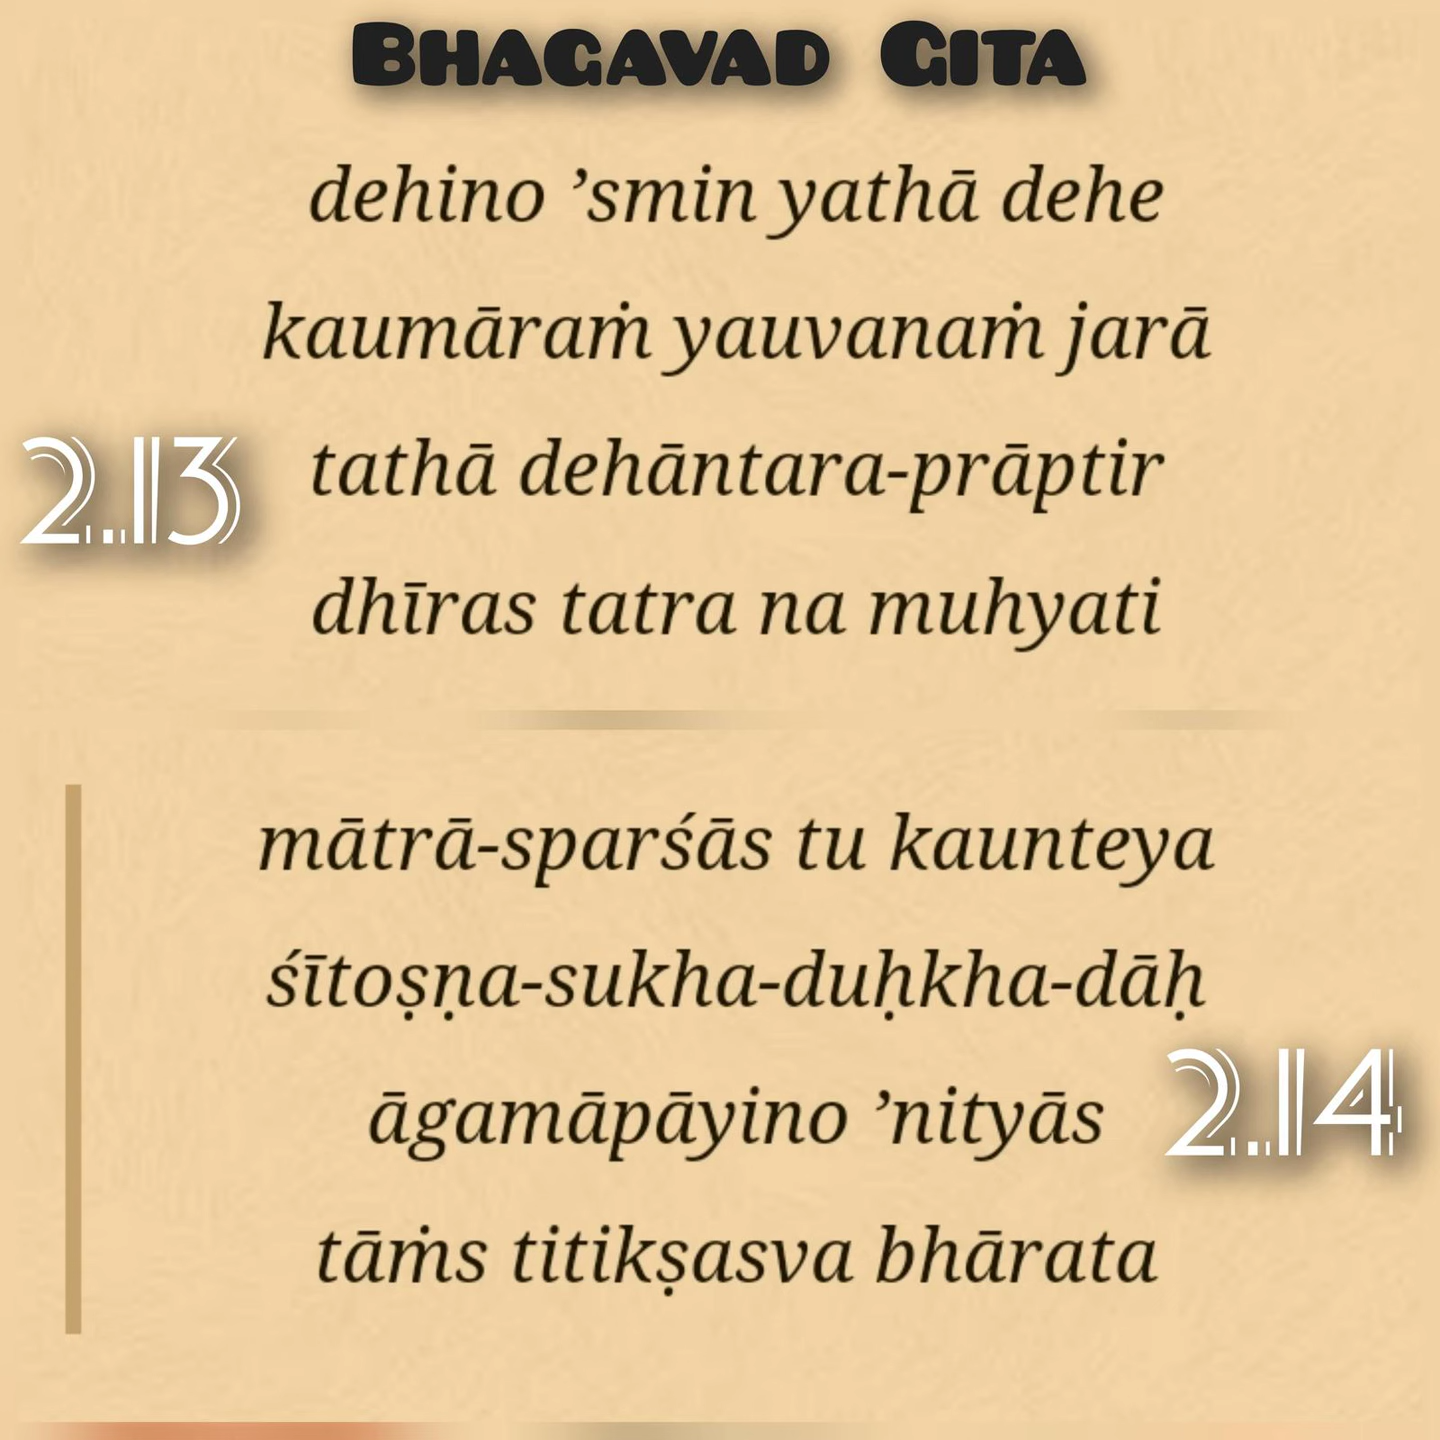 BHAGAVAD GITA
dehino ’smin yathā dehe
kaumāraṁ yauvanaṁ jarā
2.13
tathā dehāntara-prāptir
dhīras tatra na muhyati
mātrā-sparśās tu kaunteya
śītoṣṇa-sukha-duḥkha-dāḥ
āgamāpāyino ’nityās
2.14
tāṁs titikṣasva bhārata